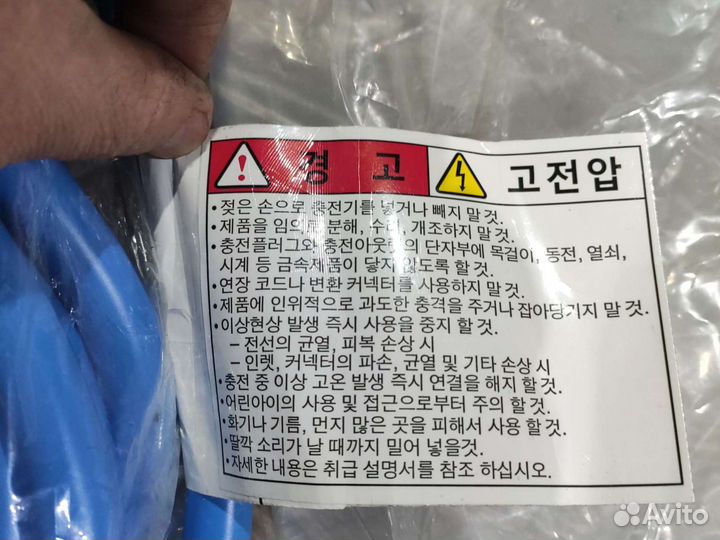 경 고 고전압
·젖은 손으로 충전기를 넣거나 빼지 말 것.
·제품을 임의로 분해, 수리, 개조하지 말 것.
·충전플러그와 충전아웃렛의 단자부에 목걸이, 동전, 열쇠,
시계 등 금속제품이 닿지 않도록 할 것.
·연장 코드나 변환 커넥터를 사용하지 말 것.
·제품에 인위적으로 과도한 충격을 주거나 잡아당기지 말 것.
·이상현상 발생 즉시 사용을 중지 할 것.
– 전선의 균열, 피복 손상 시
– 인렛, 커넥터의 파손, 균열 및 기타 손상 시
·충전 중 이상 고온 발생 즉시 연결을 해지 할 것.
·어린아이의 사용 및 접근으로부터 주의 할 것.
·화기나 기름, 먼지 많은 곳을 피해서 사용 할 것.
·딸깍 소리가 날 때까지 밀어 넣을것.
·자세한 내용은 취급 설명서를 참조 하십시오.
Avito